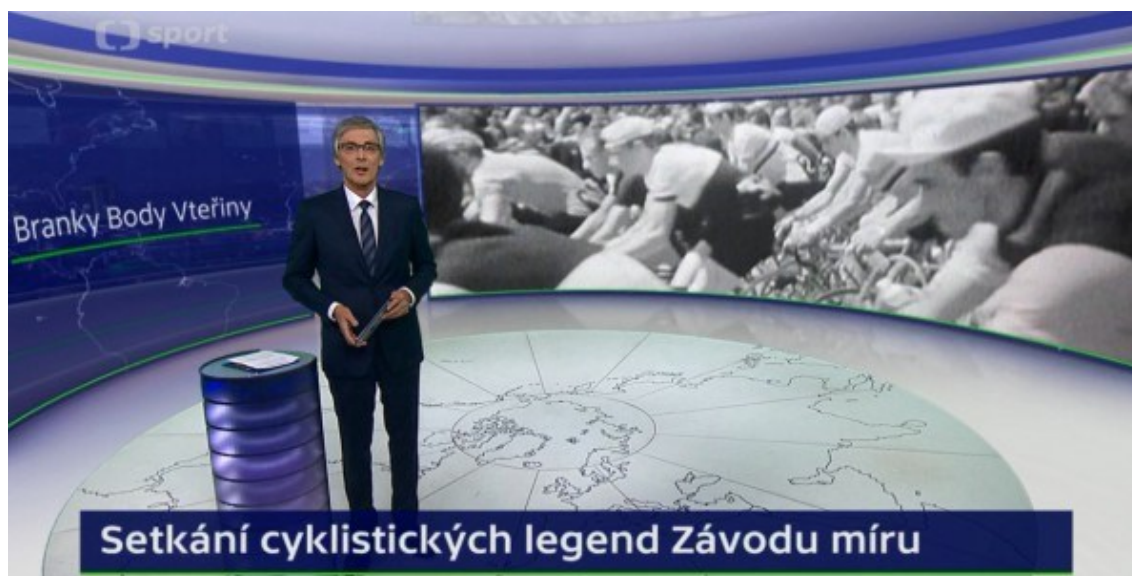 sport
Branky Body Vteřiny
Setkání cyklistických legend Závodu míru